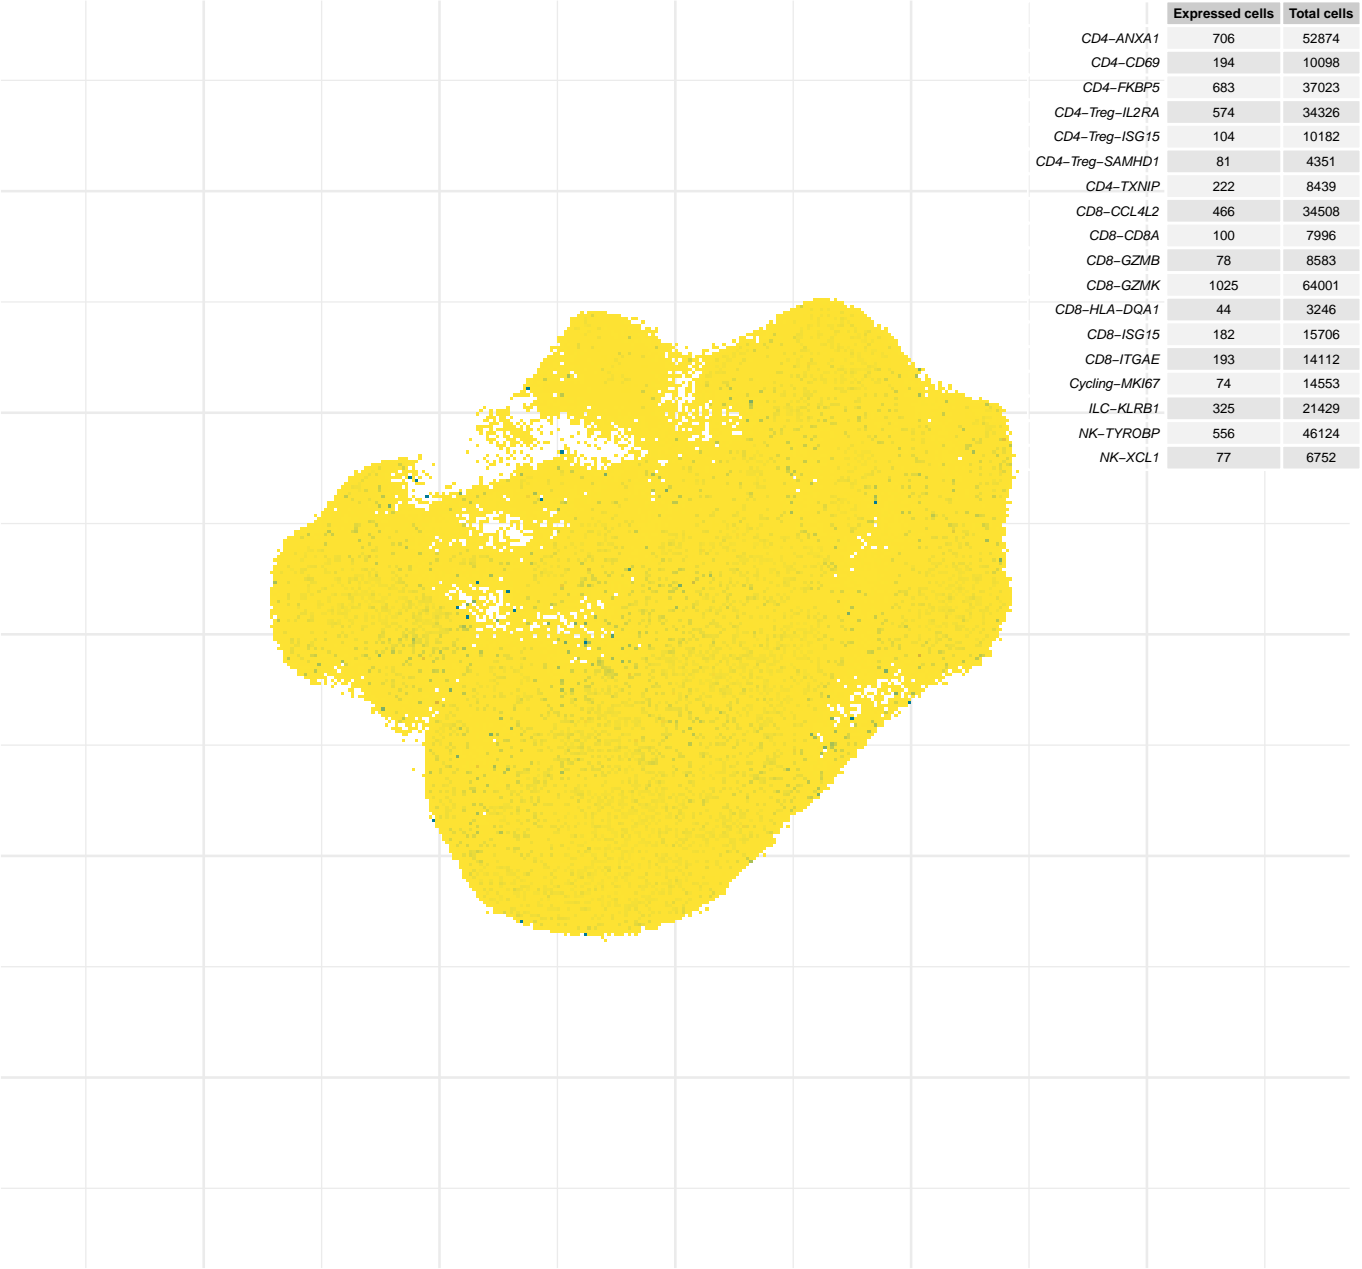 Expressed cells Total cells
CD4−ANXA1 706 52874
CD4−CD69 194 10098
CD4−FKBP5 683 37023
CD4−Treg−IL2RA 574 34326
CD4−Treg−ISG15 104 10182
CD4−Treg−SAMHD1 81 4351
CD4−TXNIP 222 8439
CD8−CCL4L2 466 34508
CD8−CD8A 100 7996
CD8−GZMB 78 8583
CD8−GZMK 1025 64001
CD8−HLA−DQA1 44 3246
CD8−ISG15 182 15706
CD8−ITGAE 193 14112
Cycling−MKI67 74 14553
ILC−KLRB1 325 21429
NK−TYROBP 556 46124
NK−XCL1 77 6752